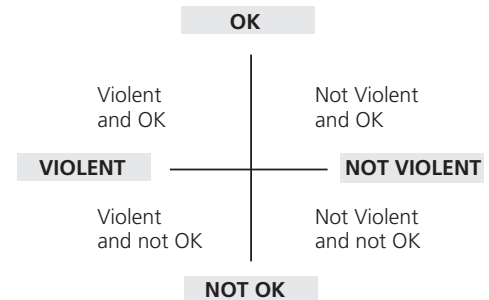 OK
Violent
and OK
Not Violent
and OK
VIOLENT
NOT VIOLENT
Violent
and not OK
Not Violent
and not OK
NOT OK